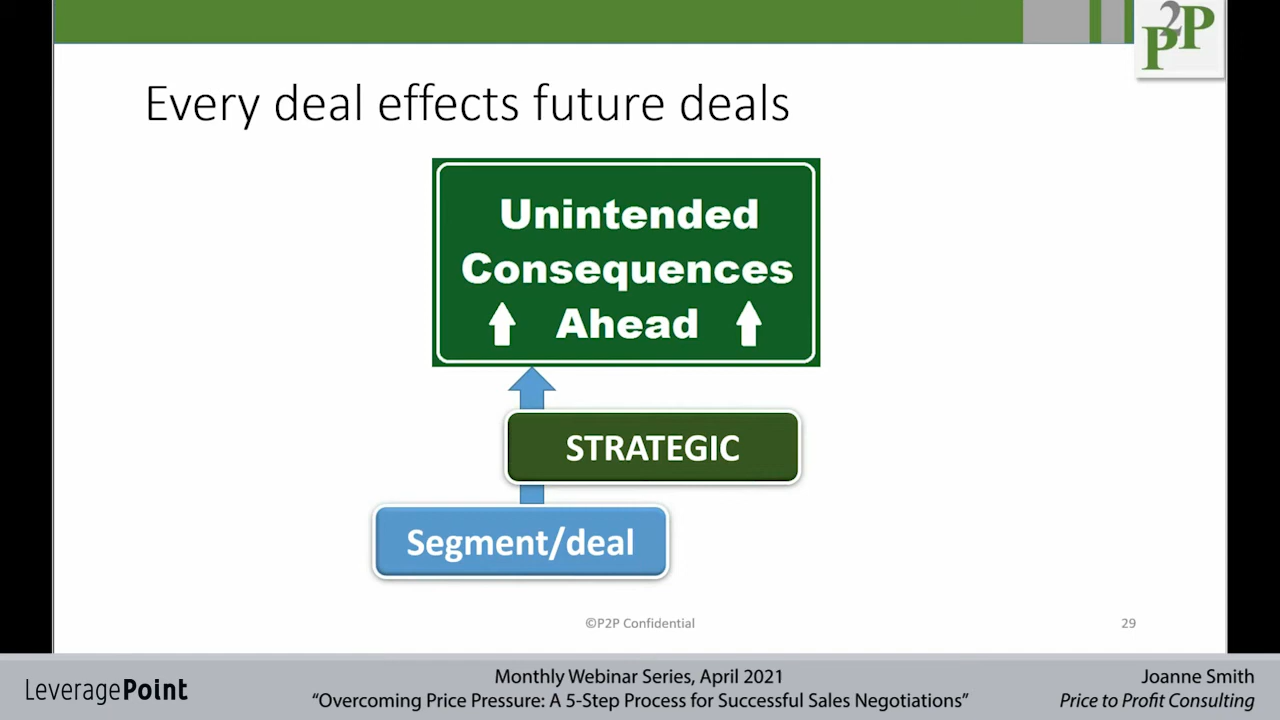 P2P
Every deal effects future deals
Unintended
Consequences
Ahead
STRATEGIC
Segment/deal
©P2P Confidential
29
LeveragePoint
Monthly Webinar Series, April 2021
“Overcoming Price Pressure: A 5-Step Process for Successful Sales Negotiations”
Joanne Smith
Price to Profit Consulting